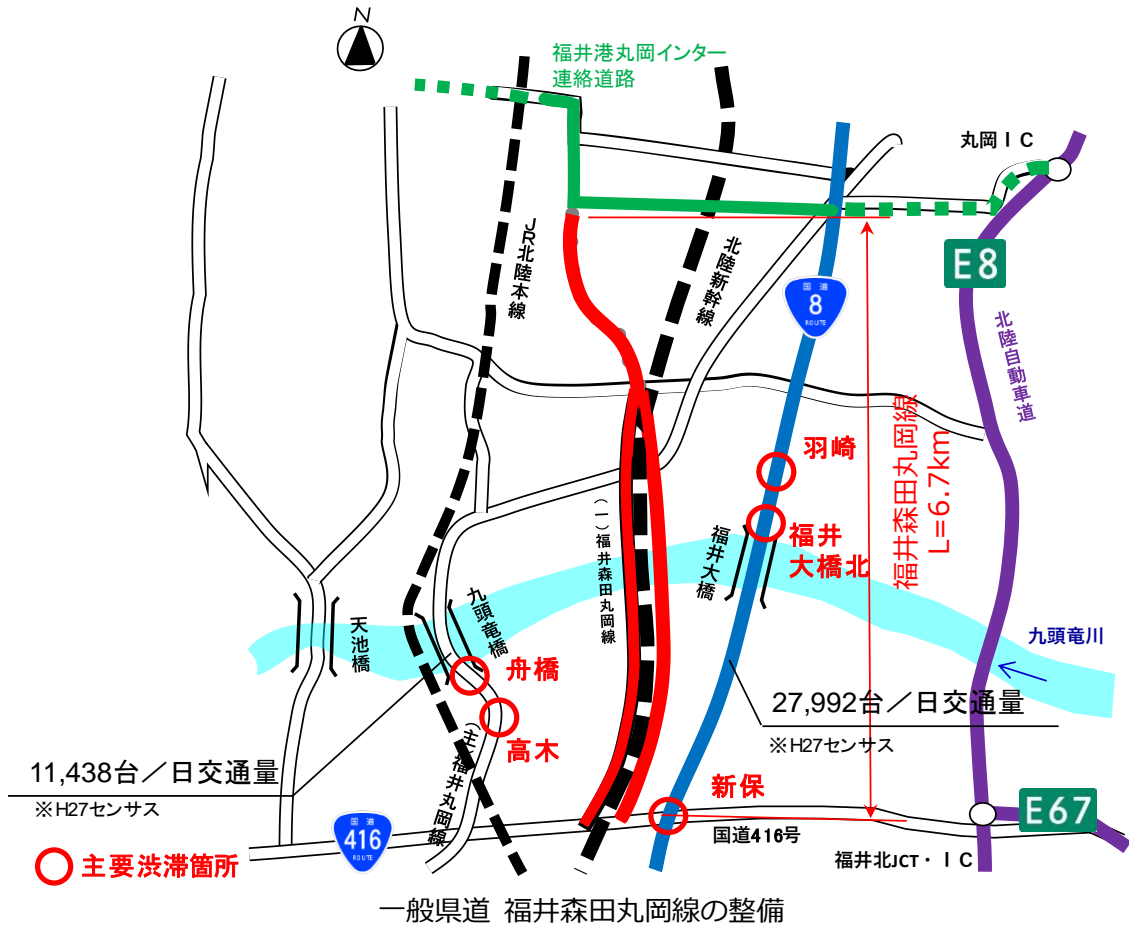 N
福井港丸岡インター
連絡道路
丸岡ＩＣ
JR北陸本線
北陸新幹線
E8
国道
8
ROUTE
北陸自動車道
福井森田丸岡線
L=6.7km
羽崎
福井
大橋北
福井大橋
(一)福井森田丸岡線
九頭竜橋
天池橋
九頭竜川
舟橋
高木
(主)福井丸岡線
27,992台／日交通量
※H27センサス
11,438台／日交通量
※H27センサス
新保
国道416号
E67
国道
416
ROUTE
福井北JCT・ＩＣ
主要渋滞箇所
一般県道 福井森田丸岡線の整備